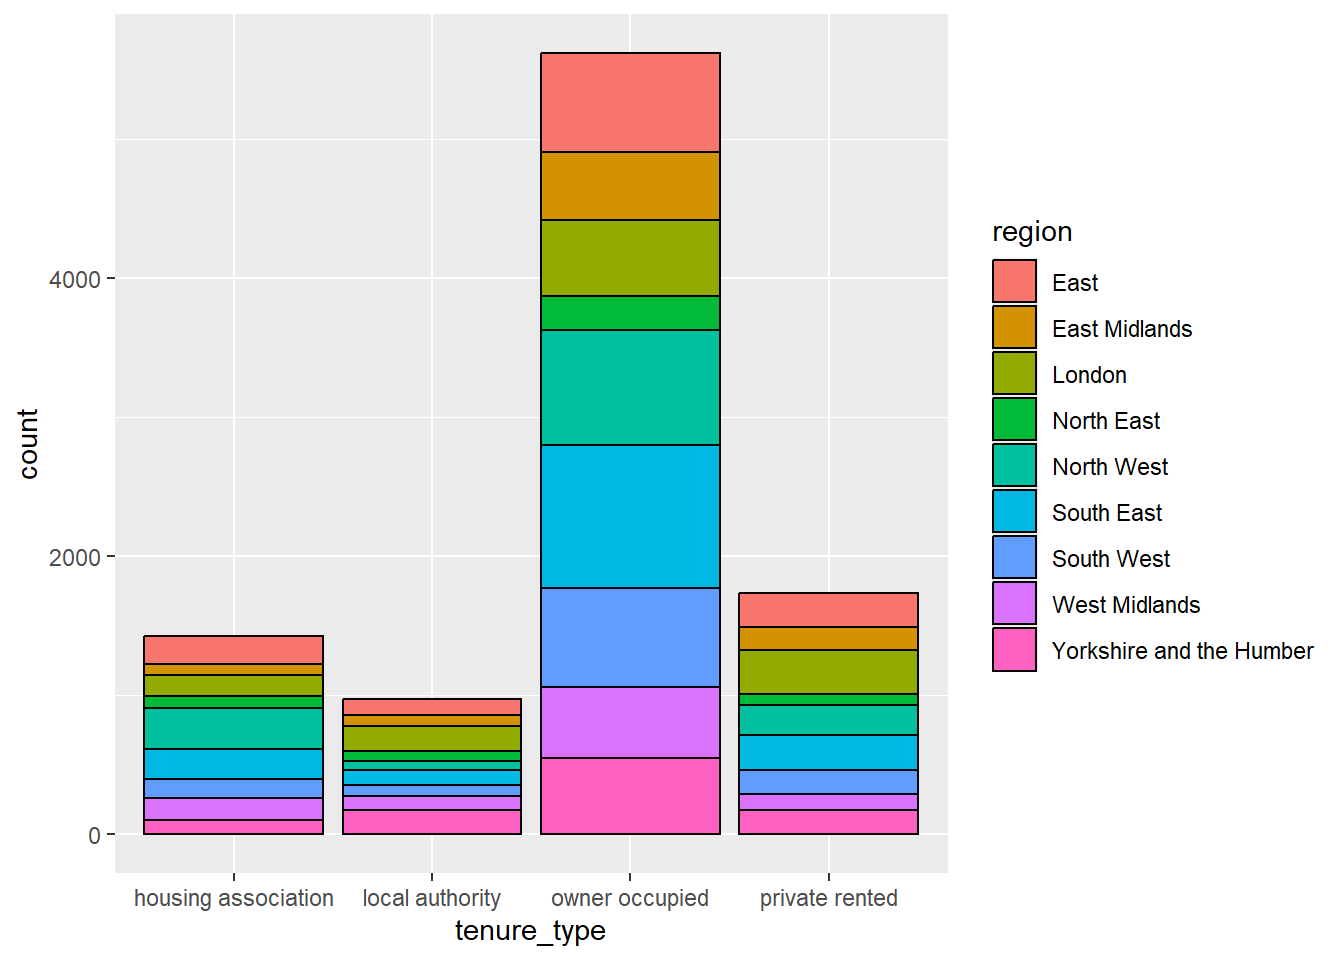 count
4000
2000
0
housing association
local authority
owner occupied
private rented
tenure_type
region
East
East Midlands
London
North East
North West
South East
South West
West Midlands
Yorkshire and the Humber